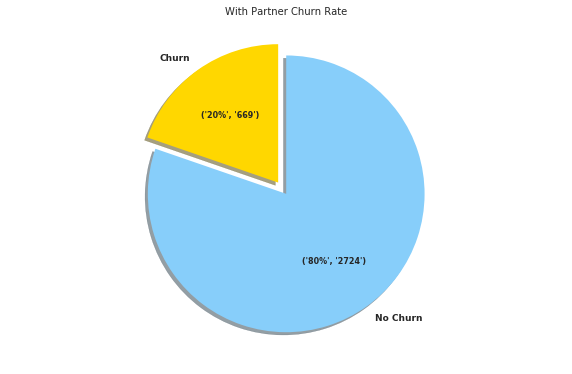 With Partner Churn Rate
Churn
('20%', '669')
('80%', '2724')
No Churn